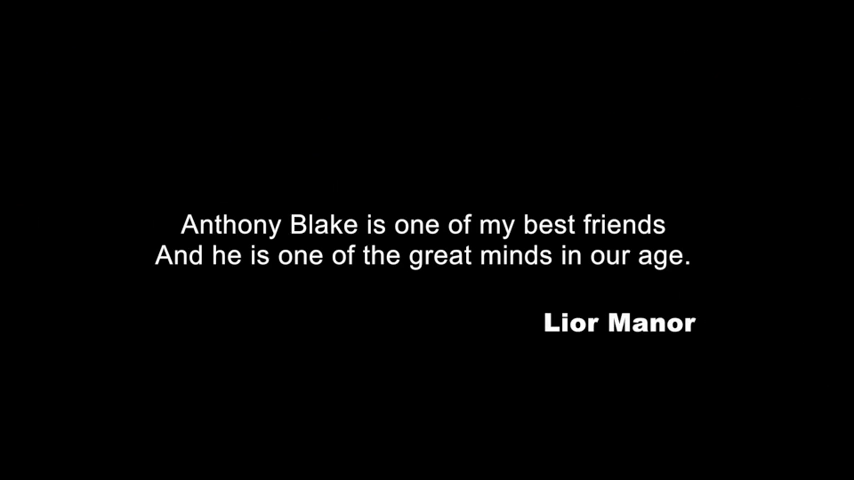 Anthony Blake is one of my best friends
And he is one of the great minds in our age.
Lior Manor